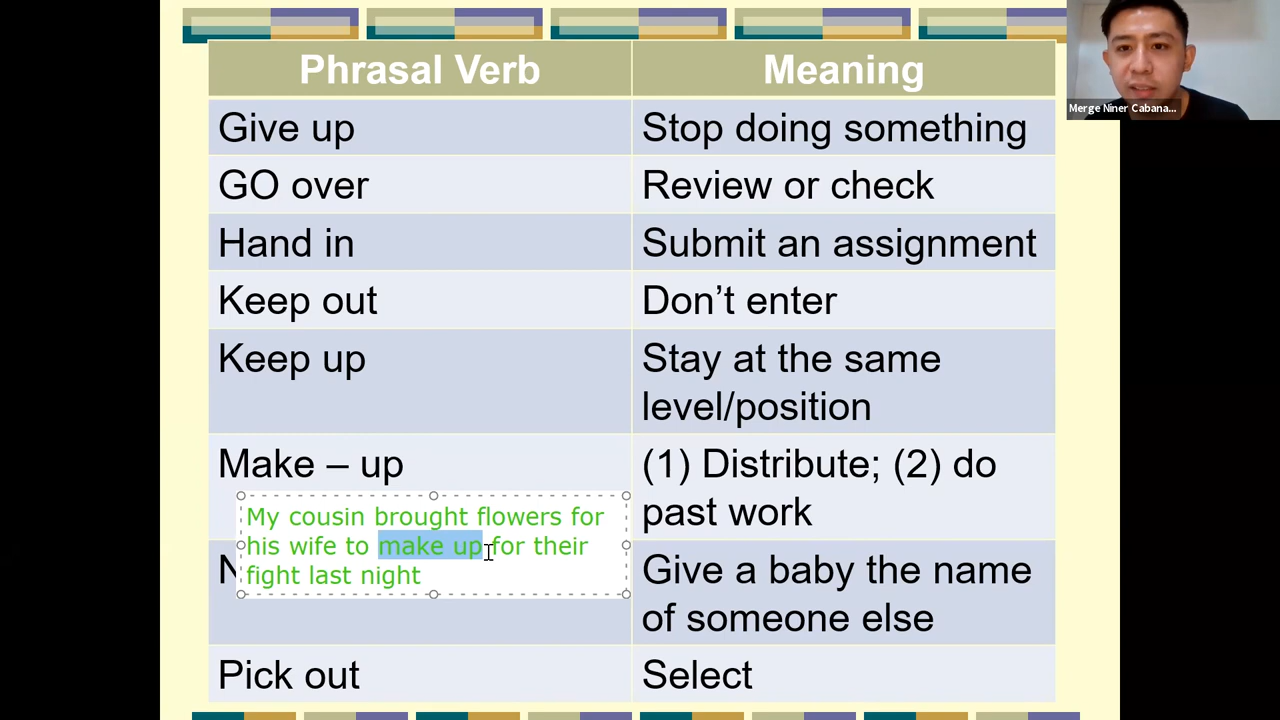 Phrasal Verb
Meaning
Give up
Stop doing something
GO over
Review or check
Hand in
Submit an assignment
Keep out
Don’t enter
Keep up
Stay at the same
level/position
Make – up
(1) Distribute; (2) do
past work
My cousin brought flowers for
his wife to make up for their
fight last night
Give a baby the name
of someone else
Pick out
Select
Merge Niner Cabana...